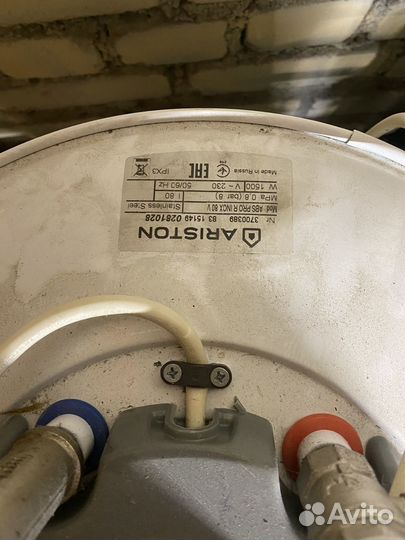 ARISTON
Nr. 3700389 83 15149 02281028
Mod. ABS PRO R INOX 80 V
Stainless Steel
MPa 0,8 (bar 8) l 80
W 1500 V ~ 230 50/60 Hz
Made in Russia EAC IPX3
Avito